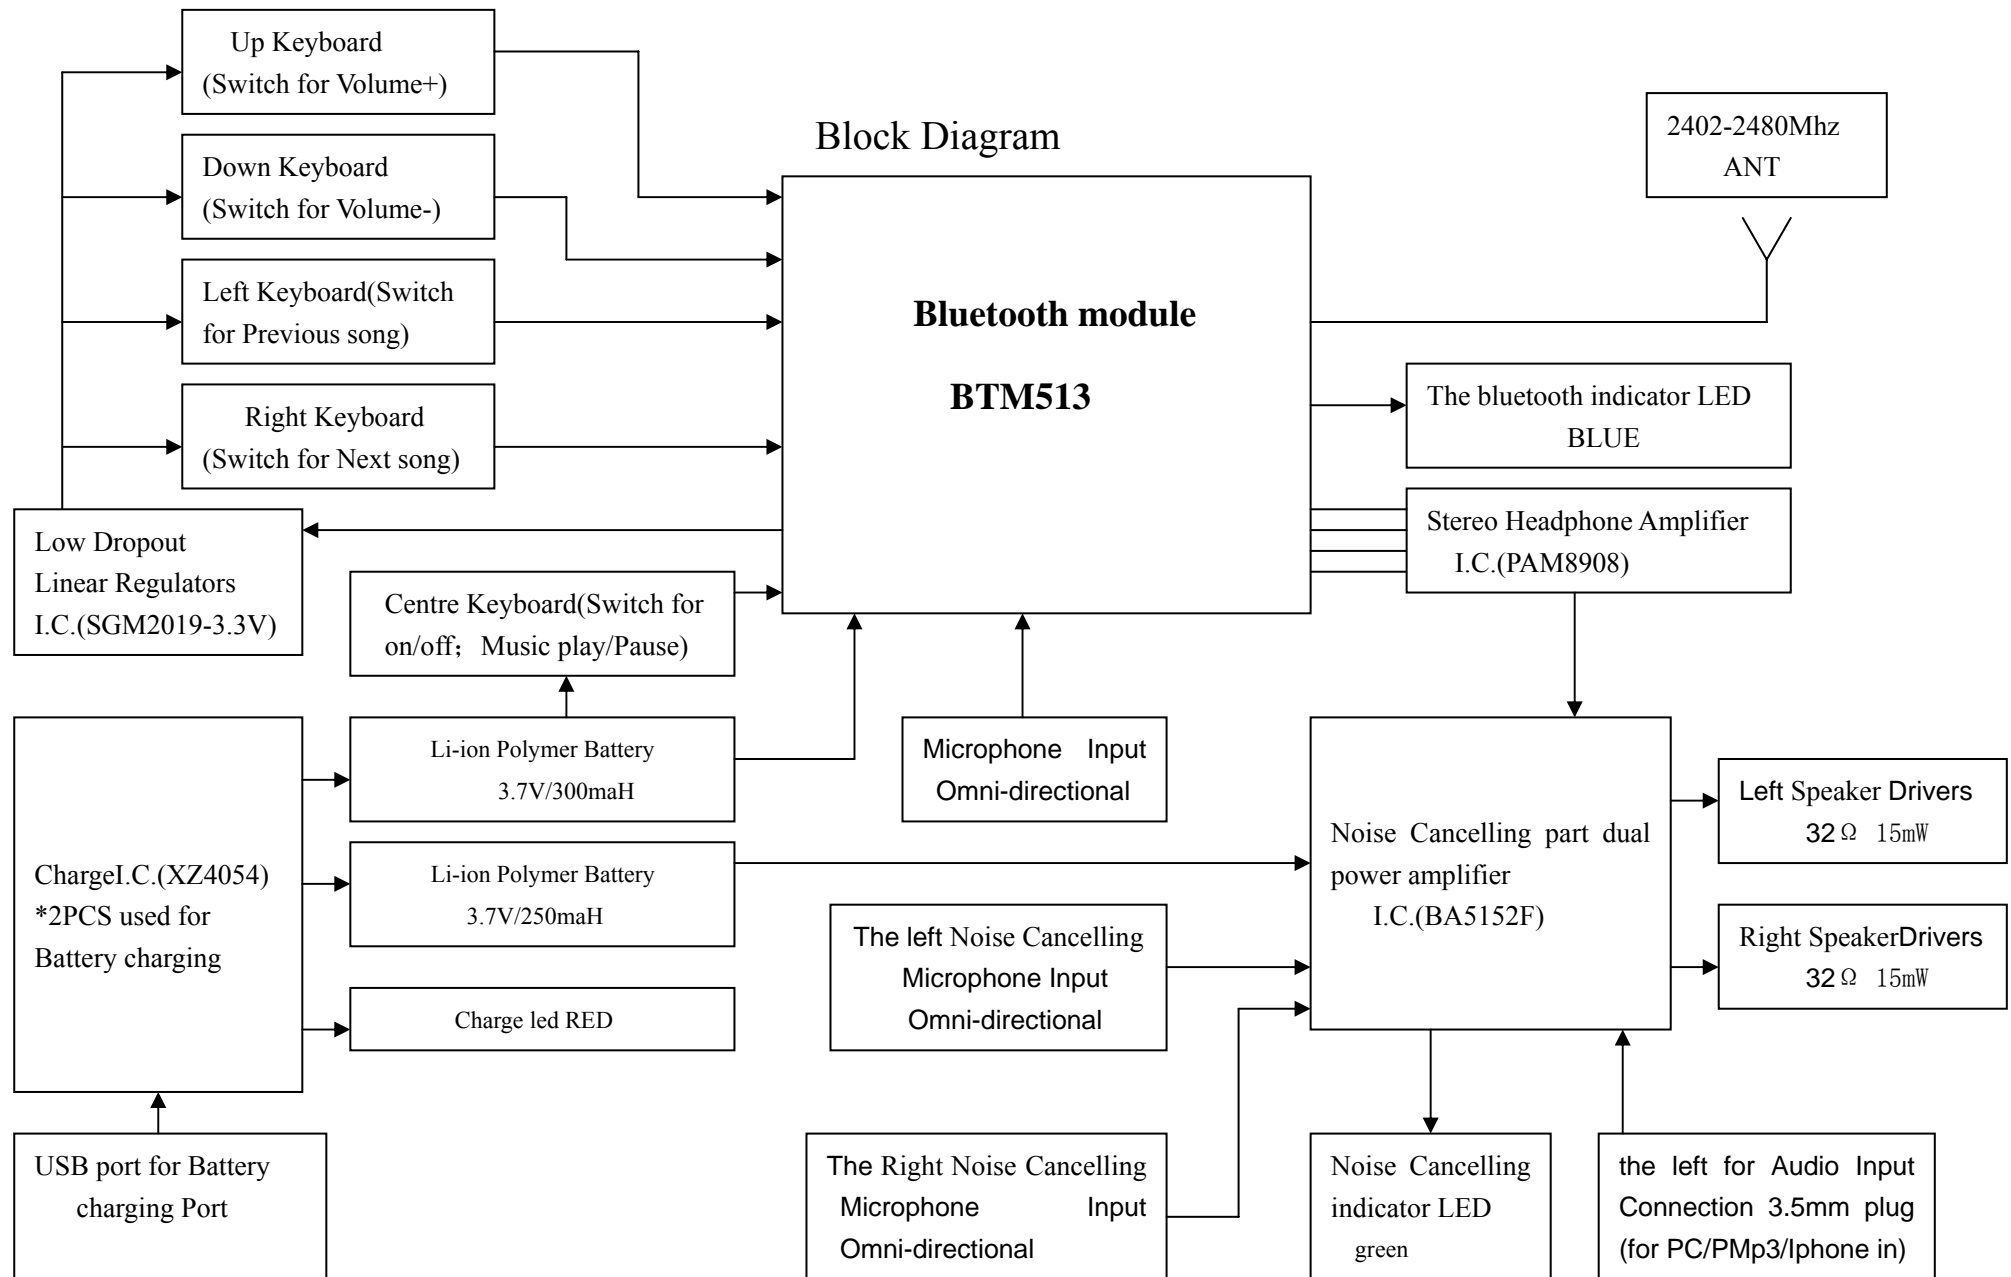 Up Keyboard
(Switch for Volume+)
Block Diagram
2402-2480Mhz
ANT
Down Keyboard
(Switch for Volume-)
Left Keyboard(Switch
for Previous song)
Bluetooth module
BTM513
Right Keyboard
(Switch for Next song)
The bluetooth indicator LED
BLUE
Low Dropout
Linear Regulators
I.C.(SGM2019-3.3V)
Stereo Headphone Amplifier
I.C.(PAM8908)
Centre Keyboard(Switch for
on/off；Music play/Pause)
Li-ion Polymer Battery
3.7V/300maH
Microphone Input
Omni-directional
Left Speaker Drivers
32Ω 15mW
ChargeI.C.(XZ4054)
*2PCS used for
Battery charging
Li-ion Polymer Battery
3.7V/250maH
Noise Cancelling part dual
power amplifier
I.C.(BA5152F)
The left Noise Cancelling
Microphone Input
Omni-directional
Right SpeakerDrivers
32Ω 15mW
Charge led RED
USB port for Battery
charging Port
The Right Noise Cancelling
Microphone Input
Omni-directional
Noise Cancelling
indicator LED
green
the left for Audio Input
Connection 3.5mm plug
(for PC/PMp3/Iphone in)